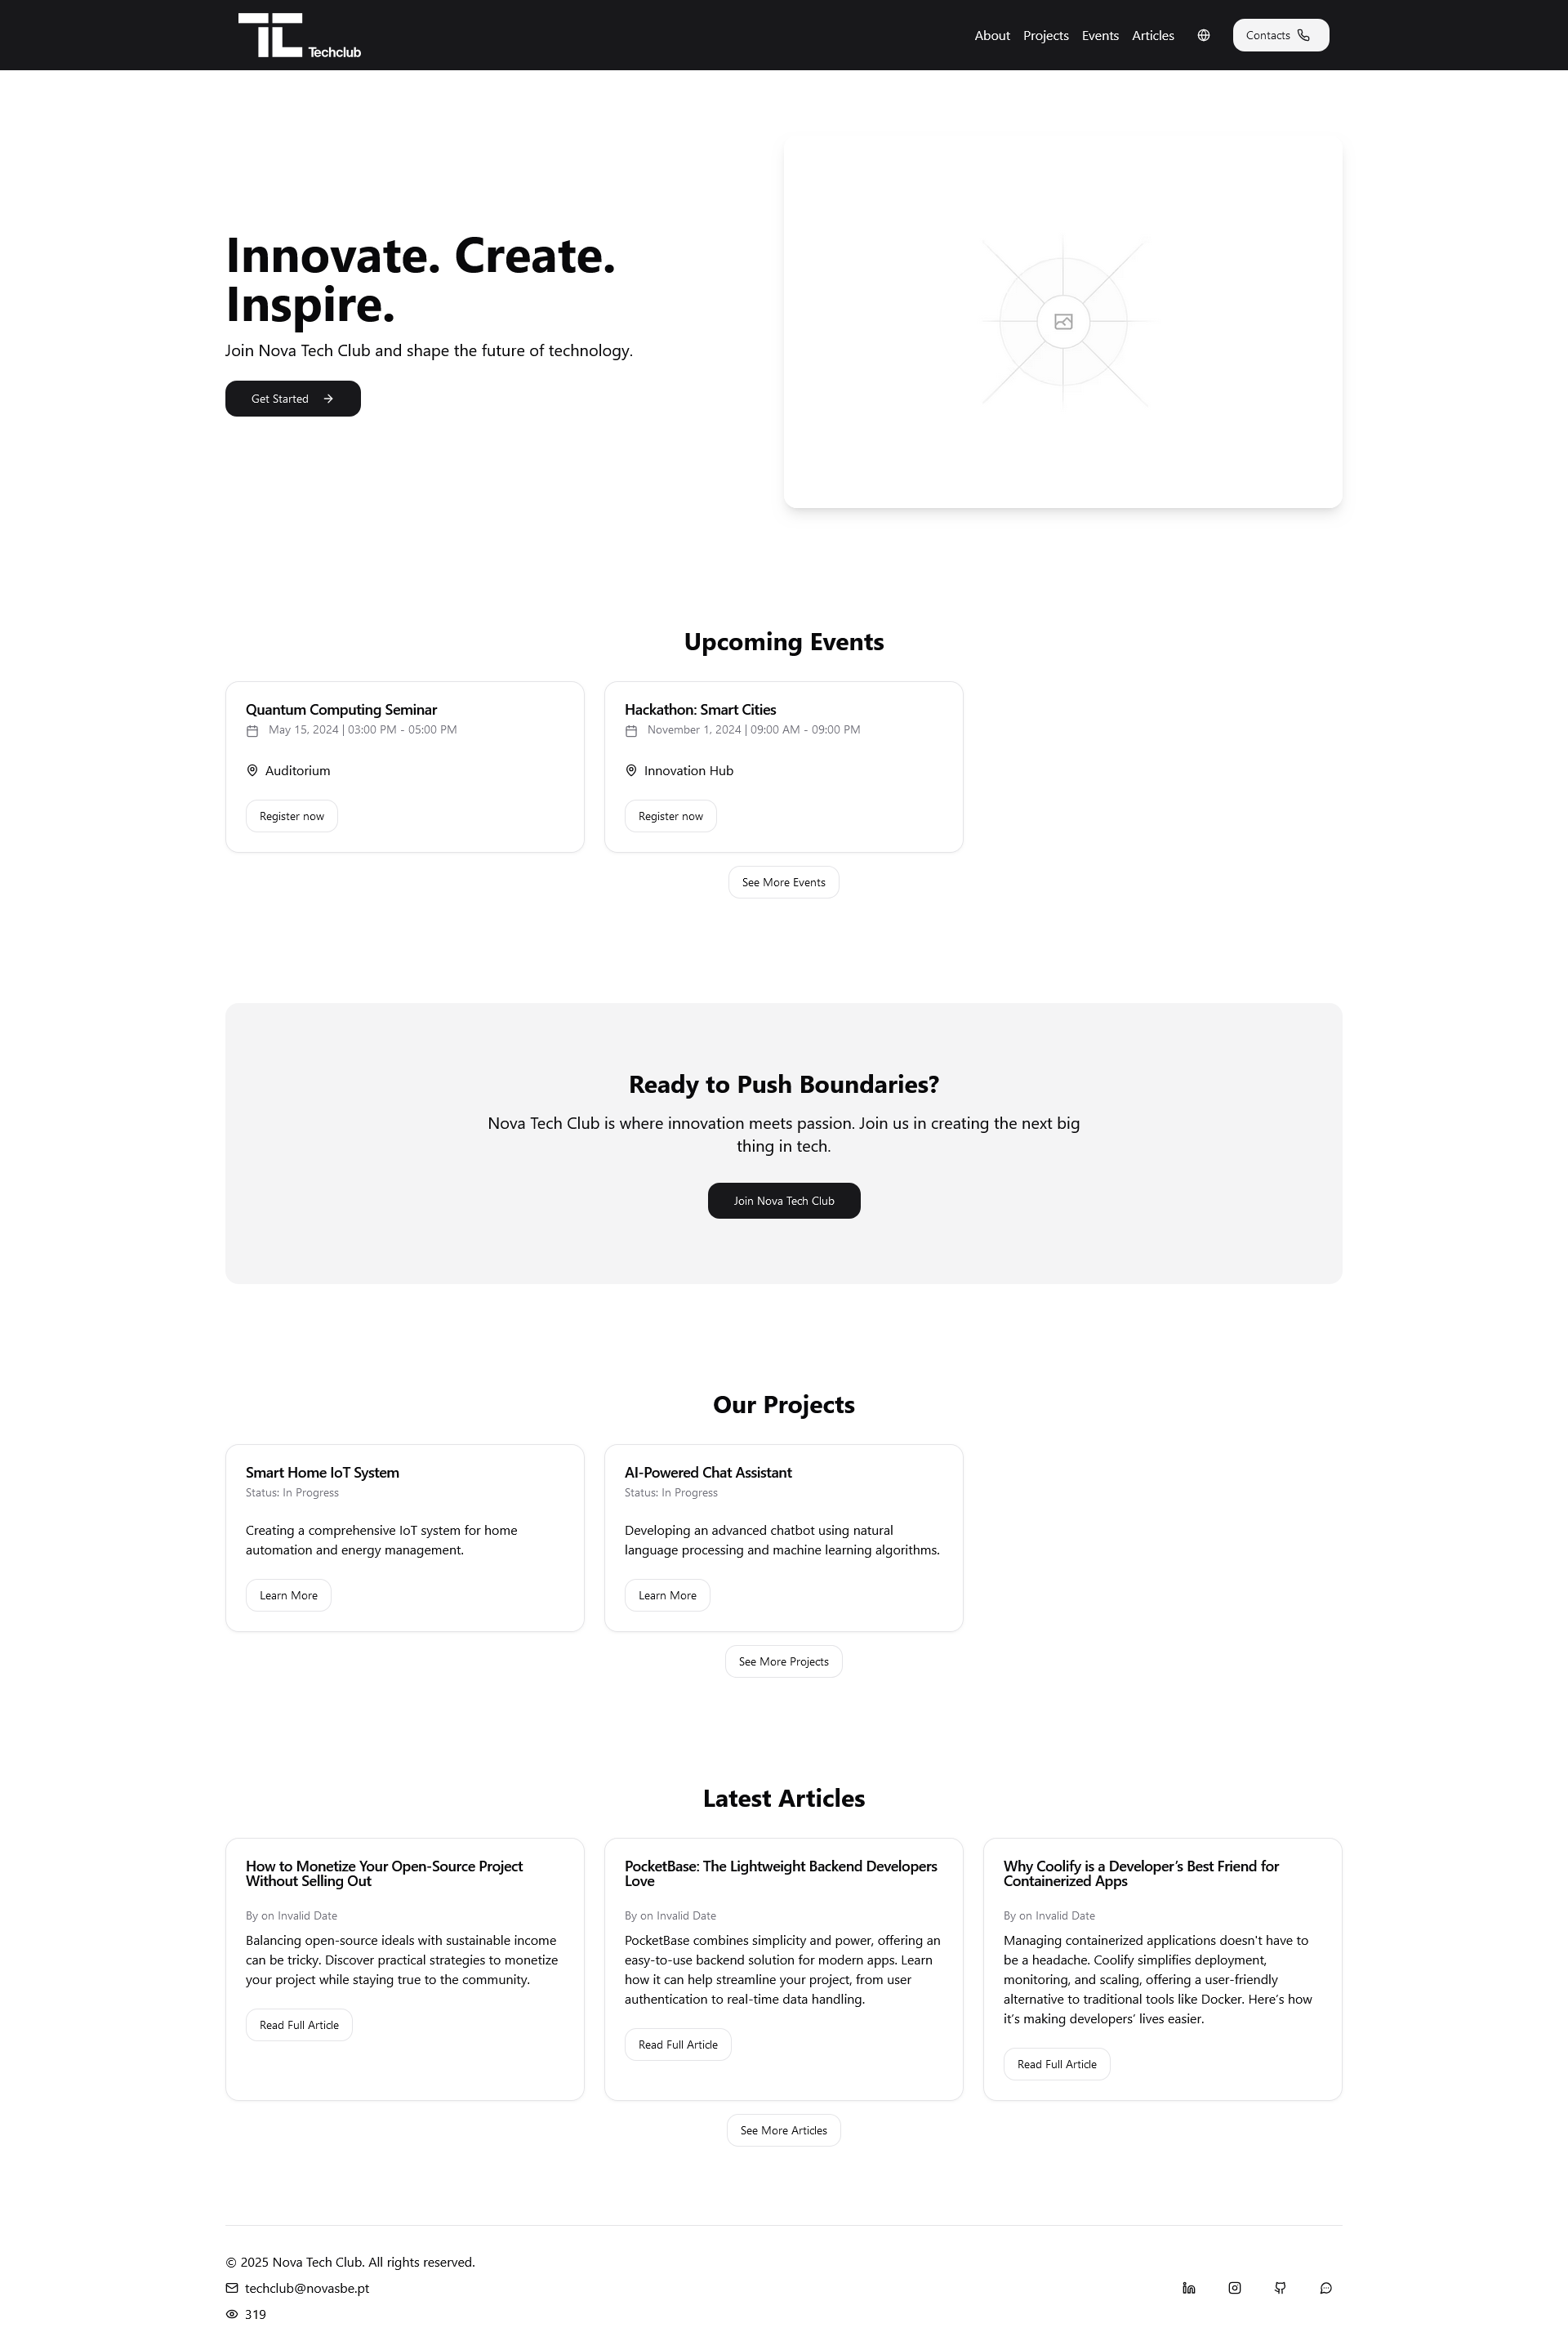 TC Techclub
About Projects Events Articles Contacts
Innovate. Create.
Inspire.
Join Nova Tech Club and shape the future of technology.
Get Started
Upcoming Events
Quantum Computing Seminar
May 15, 2024 | 03:00 PM - 05:00 PM
Auditorium
Register now
Hackathon: Smart Cities
November 1, 2024 | 09:00 AM - 09:00 PM
Innovation Hub
Register now
See More Events
Ready to Push Boundaries?
Nova Tech Club is where innovation meets passion. Join us in creating the next big
thing in tech.
Join Nova Tech Club
Our Projects
Smart Home IoT System
Status: In Progress
Creating a comprehensive IoT system for home
automation and energy management.
Learn More
AI-Powered Chat Assistant
Status: In Progress
Developing an advanced chatbot using natural
language processing and machine learning algorithms.
Learn More
See More Projects
Latest Articles
How to Monetize Your Open-Source Project
Without Selling Out
By on Invalid Date
Balancing open-source ideals with sustainable income
can be tricky. Discover practical strategies to monetize
your project while staying true to the community.
Read Full Article
PocketBase: The Lightweight Backend Developers
Love
By on Invalid Date
PocketBase combines simplicity and power, offering an
easy-to-use backend solution for modern apps. Learn
how it can help streamline your project, from user
authentication to real-time data handling.
Read Full Article
Why Coolify is a Developer’s Best Friend for
Containerized Apps
By on Invalid Date
Managing containerized applications doesn't have to
be a headache. Coolify simplifies deployment,
monitoring, and scaling, offering a user-friendly
alternative to traditional tools like Docker. Here’s how
it’s making developers’ lives easier.
Read Full Article
See More Articles
© 2025 Nova Tech Club. All rights reserved.
techclub@novasbe.pt
319